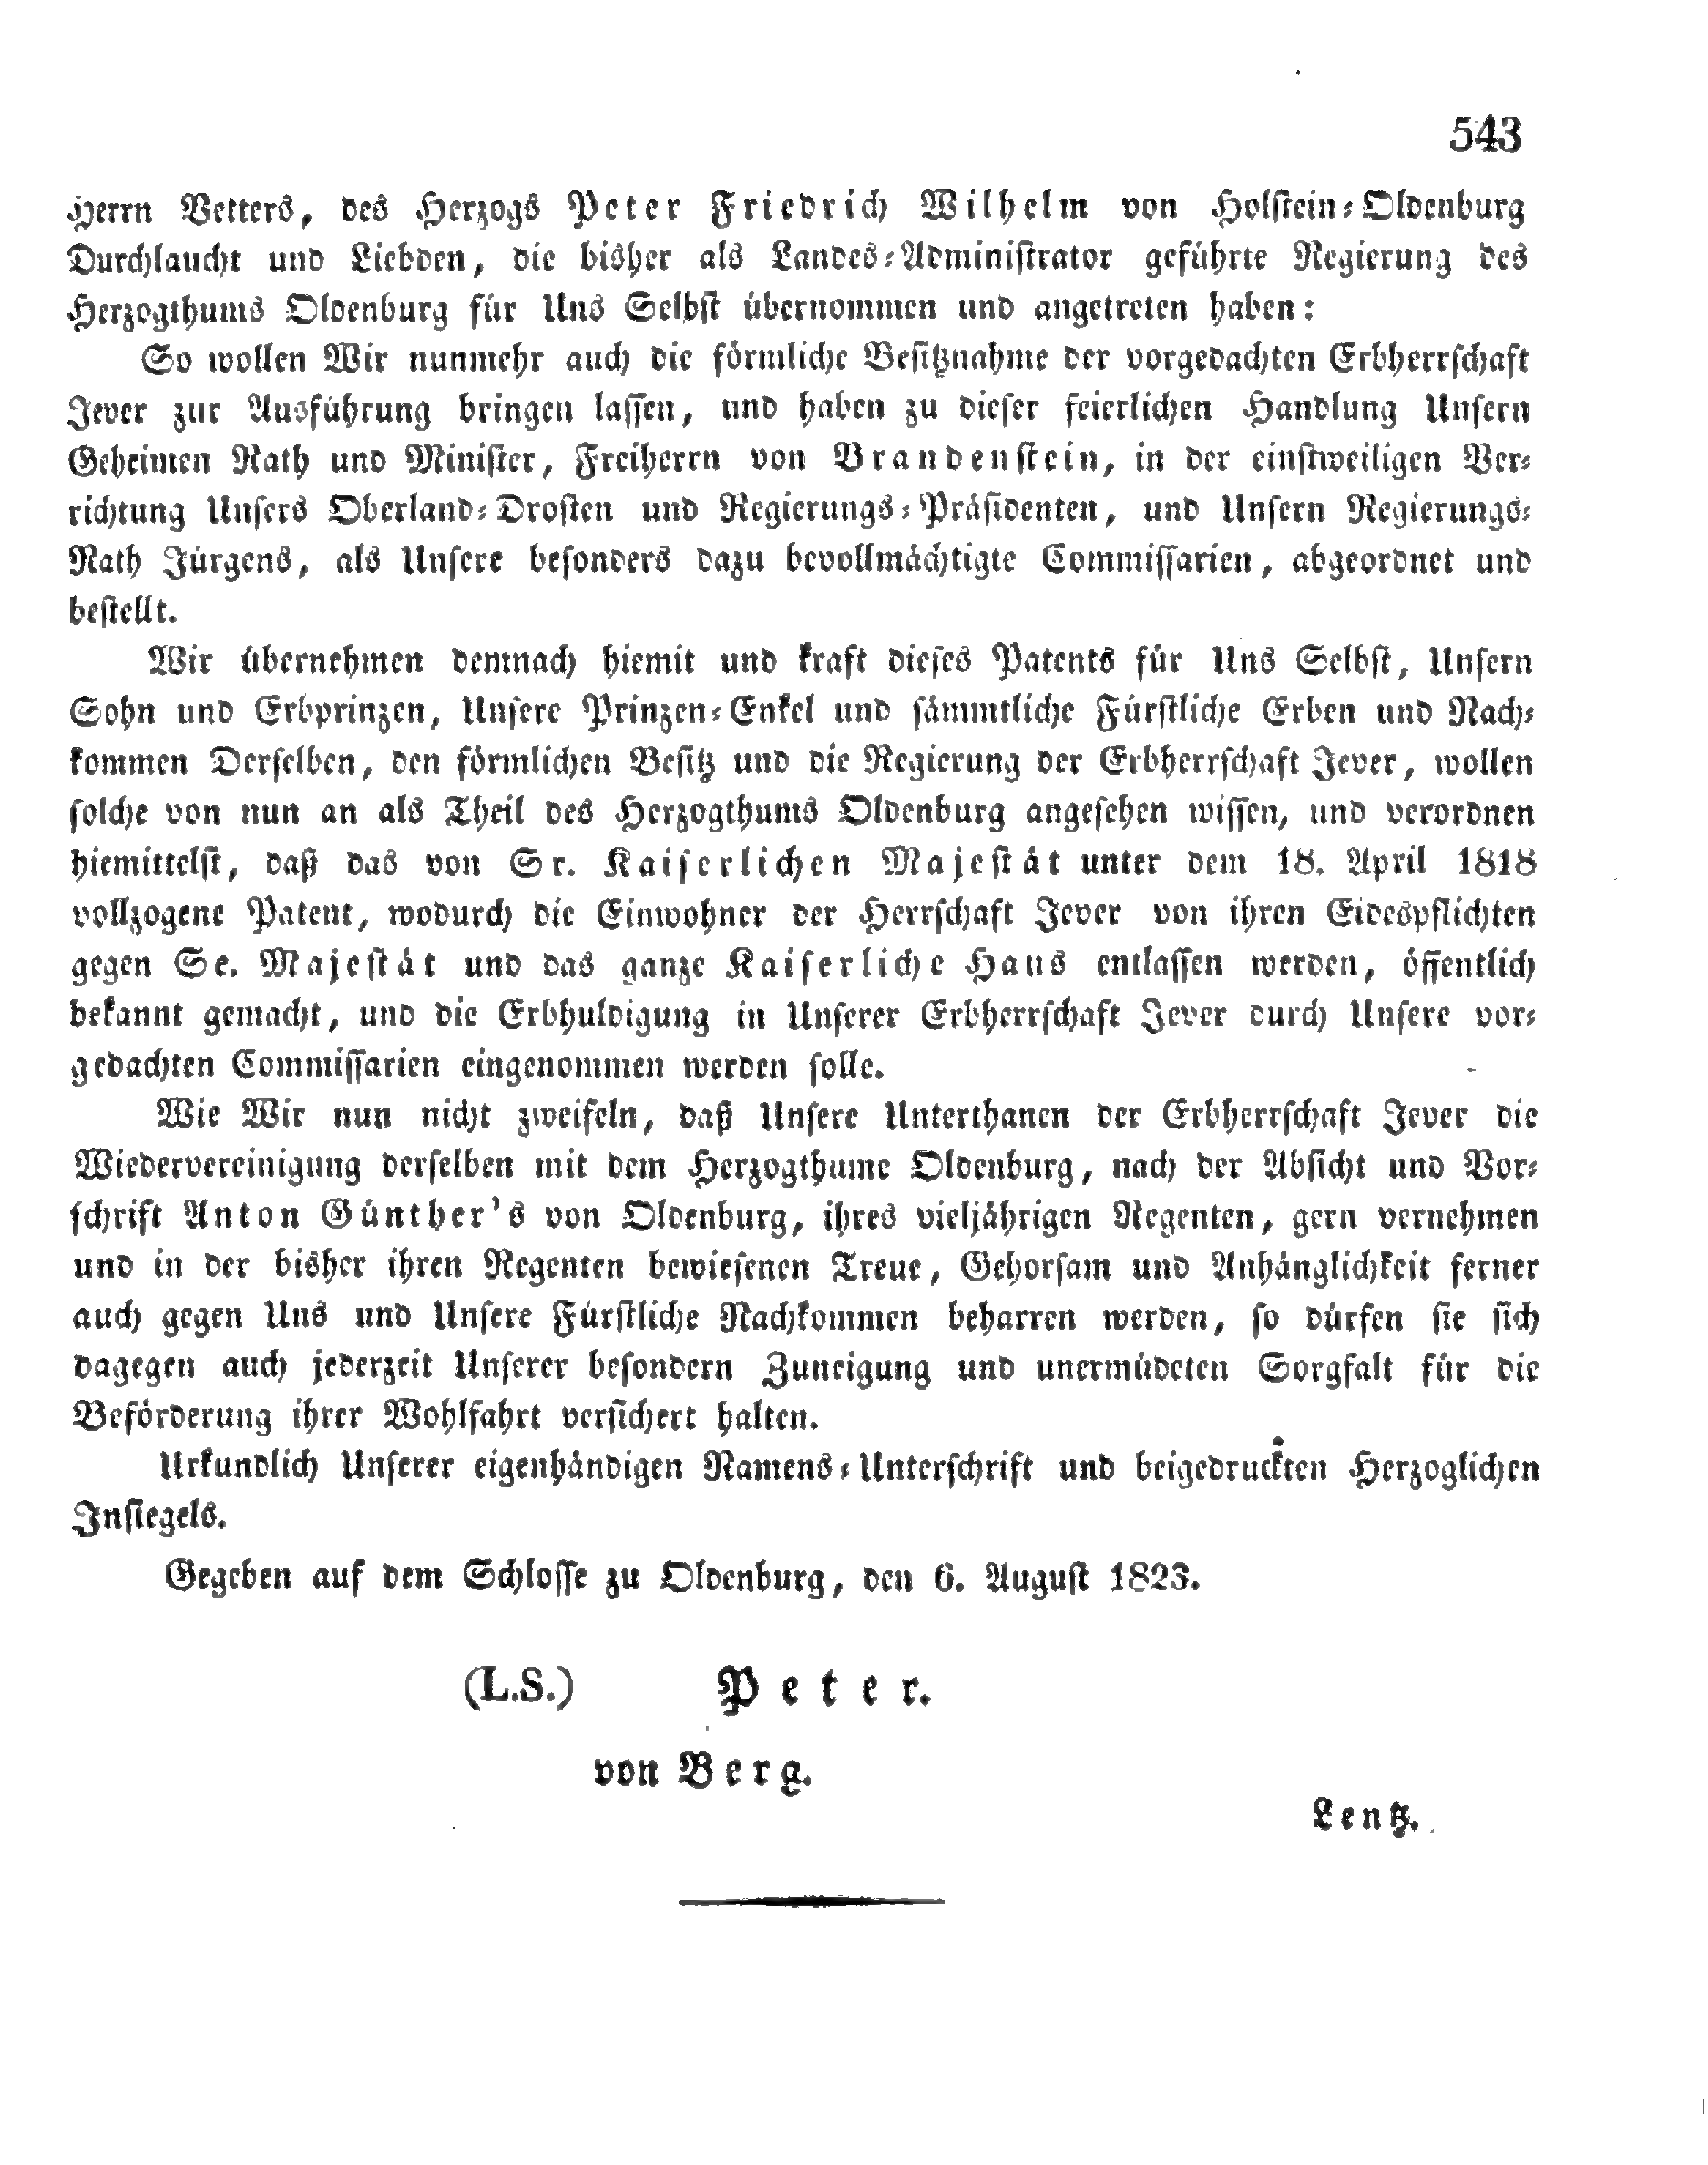 543
Herrn Vetters, des Herzogs Peter Friedrich Wilhelm von Holstein-Oldenburg
Durchlaucht und Liebden, die bisher als Landes-Administrator geführte Regierung des
Herzogthums Oldenburg für Uns Selbst übernommen und angetreten haben:
So wollen Wir nunmehr auch die förmliche Besitznahme der vorgedachten Erbherrschaft
Jever zur Ausführung bringen lassen, und haben zu dieser feierlichen Handlung Unsern
Geheimen Rath und Minister, Freiherrn von Brandenstein, in der einstweiligen Ver-
richtung Unsers Oberland-Drosten und Regierungs-Präsidenten, und Unsern Regierungs-
Rath Jürgens, als Unsere besonders dazu bevollmächtigte Commissarien, abgeordnet und
bestellt.
Wir übernehmen demnach hiemit und kraft dieses Patents für Uns Selbst, Unsern
Sohn und Erbprinzen, Unsere Prinzen-Enkel und sämmtliche Fürstliche Erben und Nach-
kommen Derselben, den förmlichen Besitz und die Regierung der Erbherrschaft Jever, wollen
solche von nun an als Theil des Herzogthums Oldenburg angesehen wissen, und verordnen
hiemittelst, daß das von Sr. Kaiserlichen Majestät unter dem 18. April 1818
vollzogene Patent, wodurch die Einwohner der Herrschaft Jever von ihren Eidespflichten
gegen Se. Majestät und das ganze Kaiserliche Haus entlassen werden, öffentlich
bekannt gemacht, und die Erbhuldigung in Unserer Erbherrschaft Jever durch Unsere vor-
gedachten Commissarien eingenommen werden solle.
Wie Wir nun nicht zweifeln, daß Unsere Unterthanen der Erbherrschaft Jever die
Wiedervereinigung derselben mit dem Herzogthume Oldenburg, nach der Absicht und Vor-
schrift Anton Günther's von Oldenburg, ihres vieljährigen Regenten, gern vernehmen
und in der bisher ihren Regenten bewiesenen Treue, Gehorsam und Anhänglichkeit ferner
auch gegen Uns und Unsere Fürstliche Nachkommen beharren werden, so dürfen sie sich
dagegen auch jederzeit Unserer besondern Zuneigung und unermüdeten Sorgfalt für die
Beförderung ihrer Wohlfahrt versichert halten.
Urkundlich Unserer eigenhändigen Namens-Unterschrift und beigedruckten Herzoglichen
Insiegels.
Gegeben auf dem Schlosse zu Oldenburg, den 6. August 1823.
(L.S.) Peter.
von Berg.
Lentz.